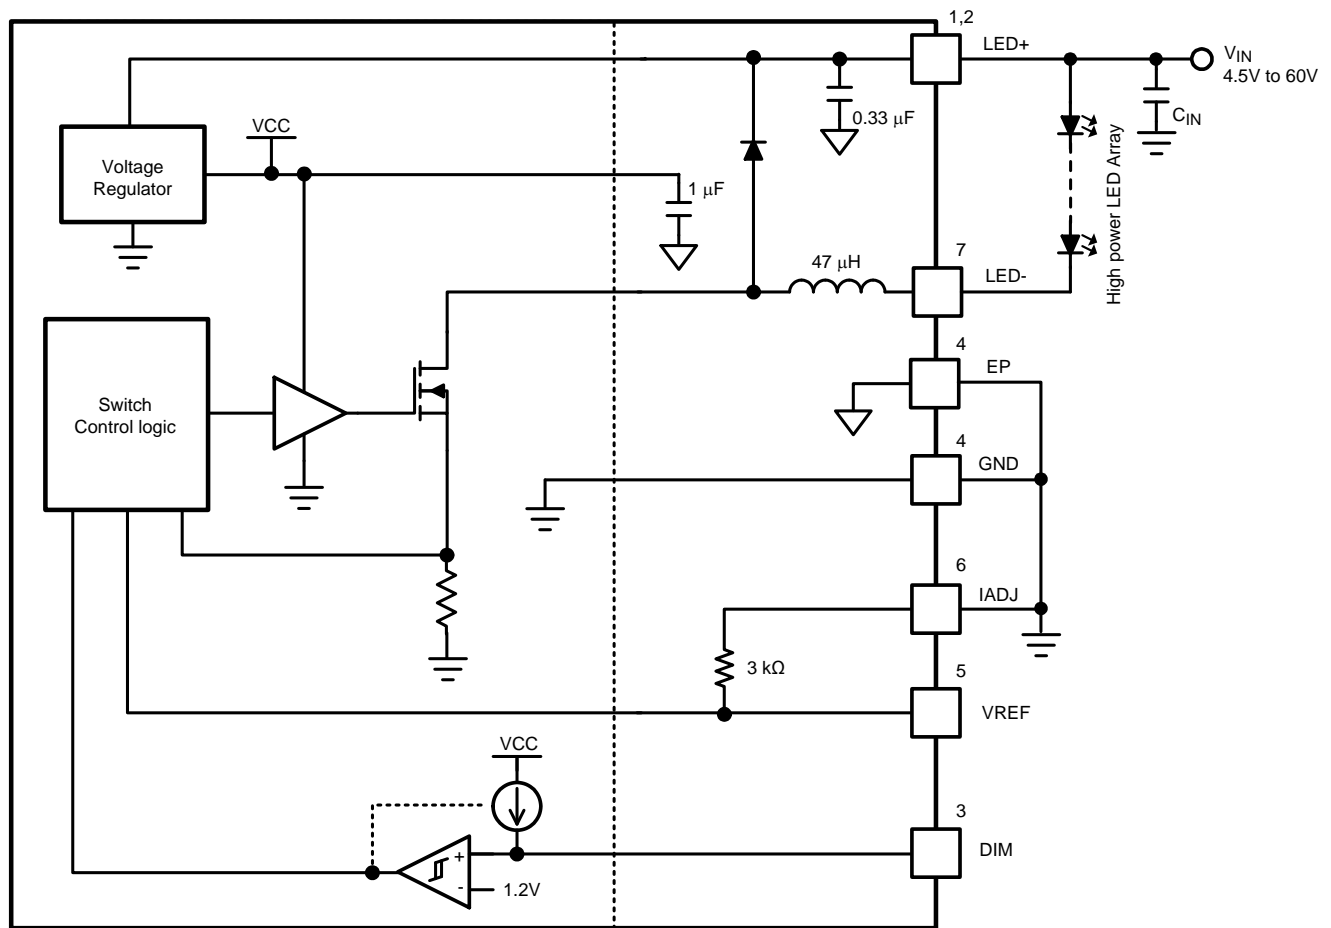 1,2
LED+
VIN
4.5V to 60V
0.33 μF
CIN
VCC
Voltage
Regulator
1 μF
High power LED Array
7
47 μH
LED-
4
EP
Switch
Control logic
4
GND
6
IADJ
3 kΩ
5
VREF
VCC
3
DIM
+
-
1.2V